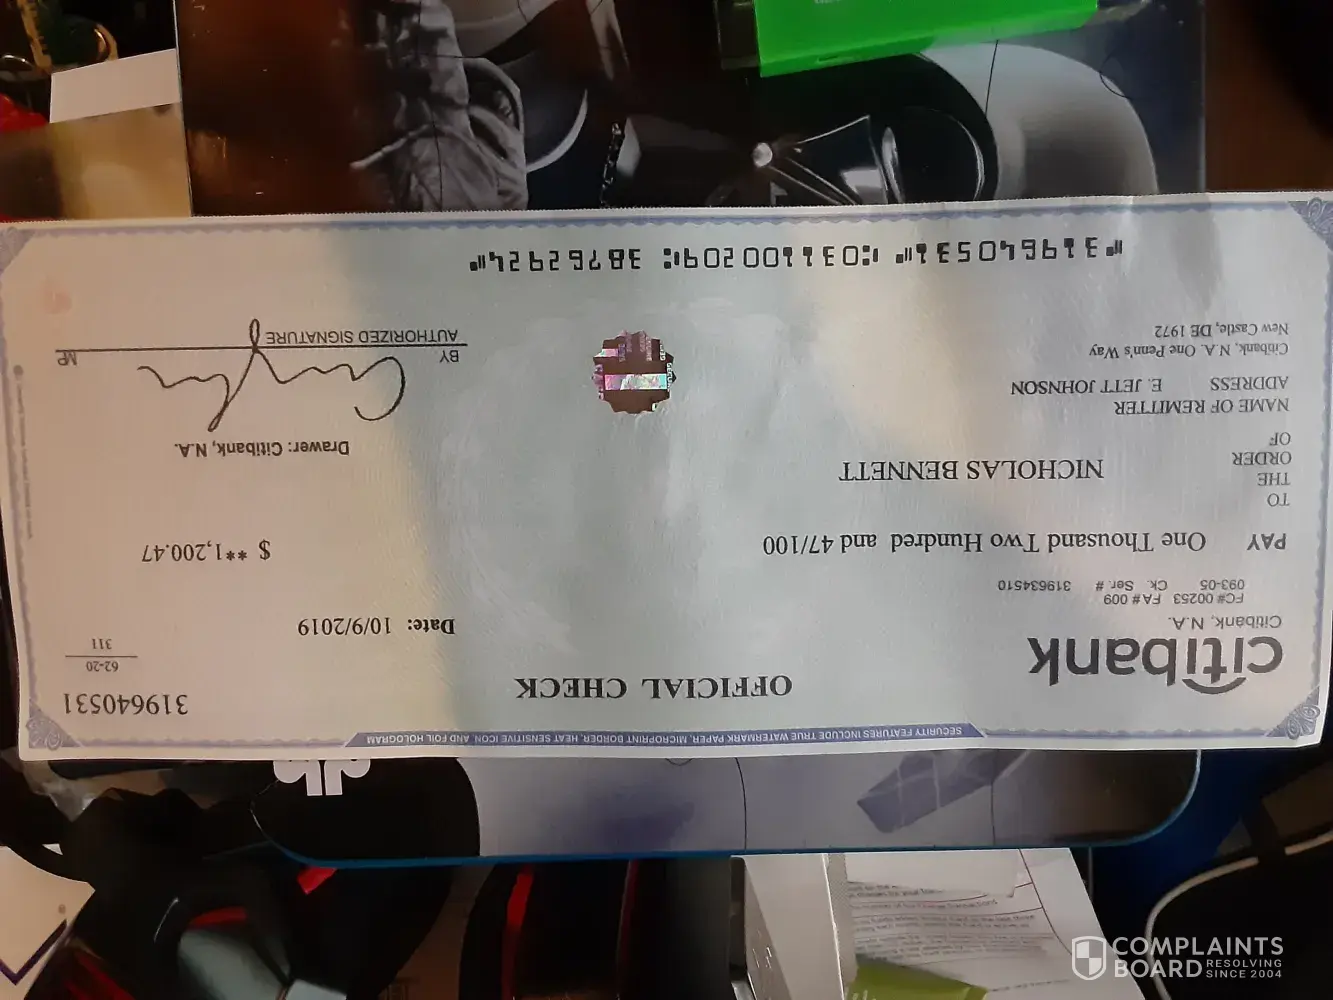 SECURITY FEATURES INCLUDE TRUE WATERMARK PAPER, MICROPRINT BORDER, HEAT SENSITIVE ICON, AND FOIL HOLOGRAM
citibank
Citibank, N.A.
FC# 00253 FA# 009
093-05 Ck. Ser. # 319634510
OFFICIAL CHECK
319640531
62-20
311
Date: 10/9/2019
PAY One Thousand Two Hundred and 47/100
$ **1,200.47
TO
THE
ORDER
OF
NICHOLAS BENNETT
Drawer: Citibank, N.A.
NAME OF REMITTER
ADDRESS E. JETT JOHNSON
Citibank, N.A. One Penn's Way
New Castle, DE 1972
BY
MP
AUTHORIZED SIGNATURE
⑈319640531⑈ ⑆031100209⑆ 38762924⑈
COMPLAINTS
BOARD RESOLVING
SINCE 2004